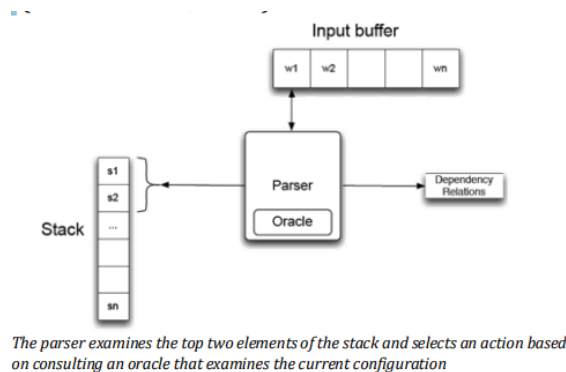 Input buffer
w1 w2 wn
s1
s2
...
sn
Stack
Parser
Oracle
Dependency
Relations
The parser examines the top two elements of the stack and selects an action based
on consulting an oracle that examines the current configuration